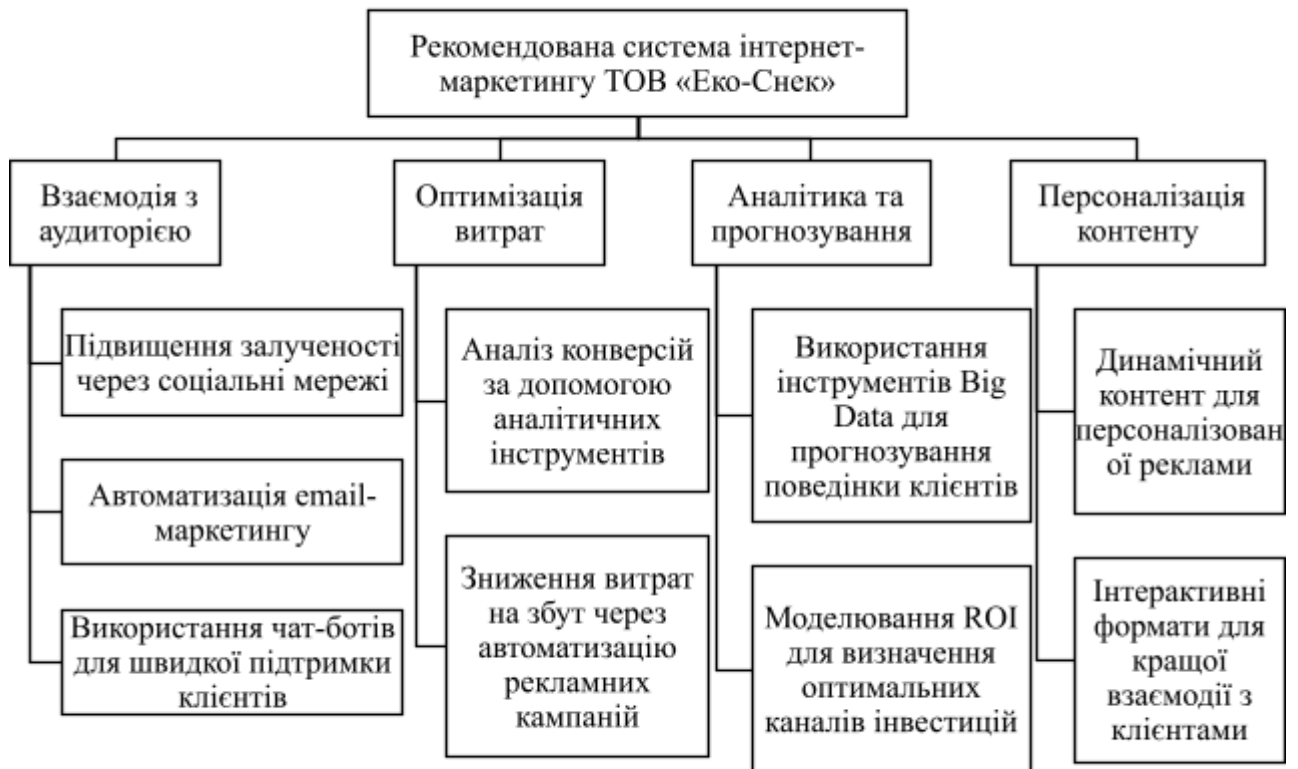 Рекомендована система інтернет-
маркетингу ТОВ «Еко-Снек»
Взаємодія з
аудиторією
Підвищення залученості
через соціальні мережі
Автоматизація email-
маркетингу
Використання чат-ботів
для швидкої підтримки
клієнтів
Оптимізація
витрат
Аналіз конверсій
за допомогою
аналітичних
інструментів
Зниження витрат
на збут через
автоматизацію
рекламних
кампаній
Аналітика та
прогнозування
Використання
інструментів Big
Data для
прогнозування
поведінки клієнтів
Моделювання ROI
для визначення
оптимальних
каналів інвестицій
Персоналізація
контенту
Динамічний
контент для
персоналізован
ої реклами
Інтерактивні
формати для
кращої
взаємодії з
клієнтами